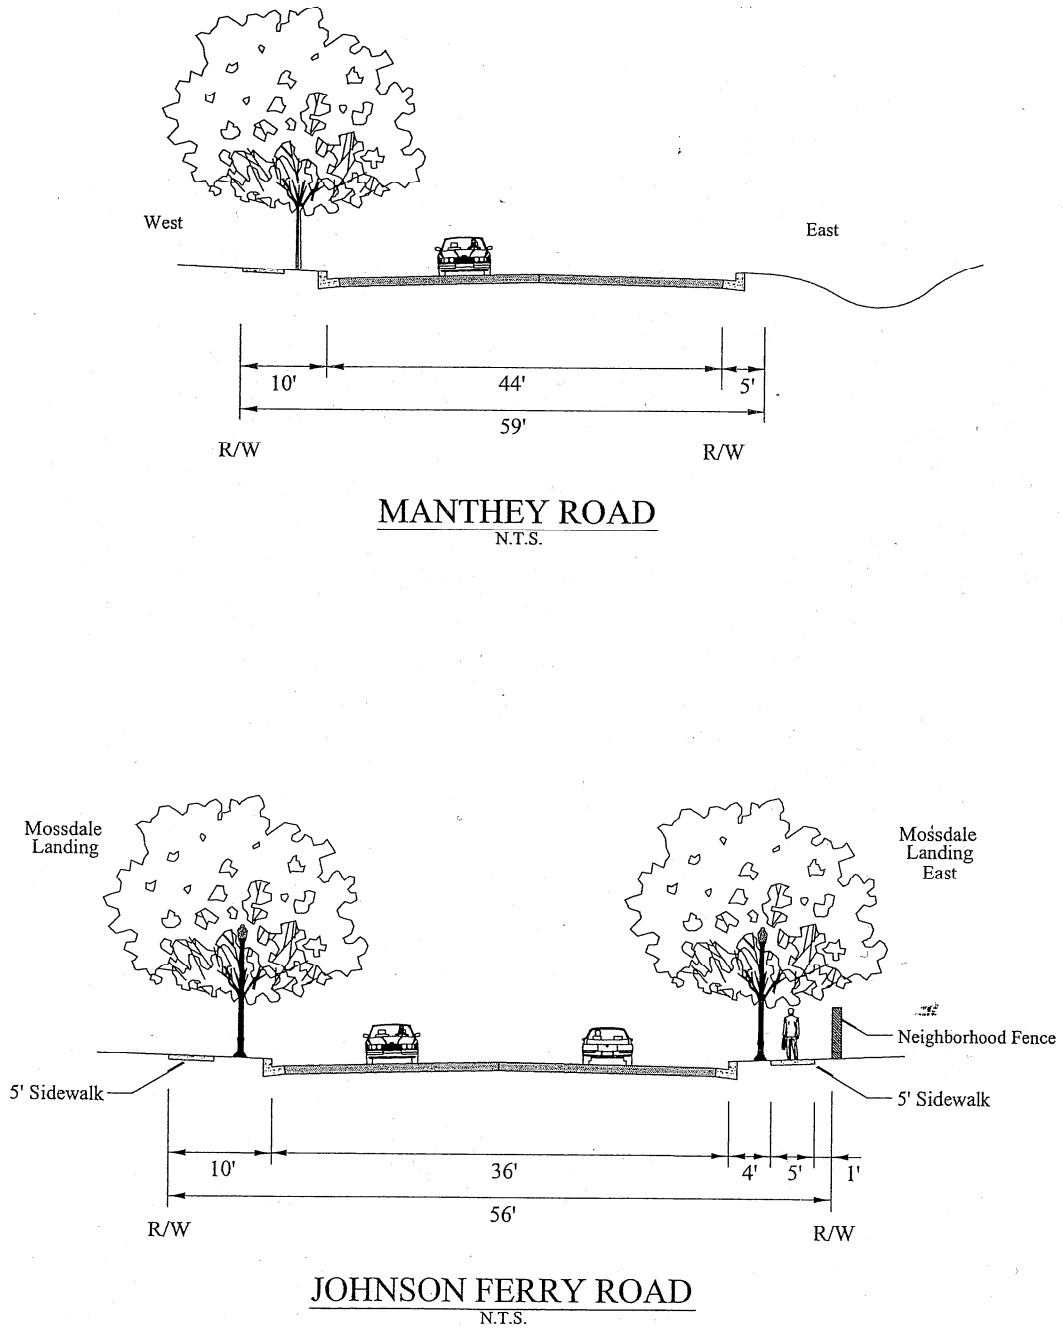 West
East
10'
44'
5'
59'
R/W
R/W
MANTHEY ROAD
N.T.S.
Mossdale
Landing
Mossdale
Landing
East
Neighborhood Fence
5' Sidewalk
5' Sidewalk
10'
36'
4'
5'
1'
56'
R/W
R/W
JOHNSON FERRY ROAD
N.T.S.